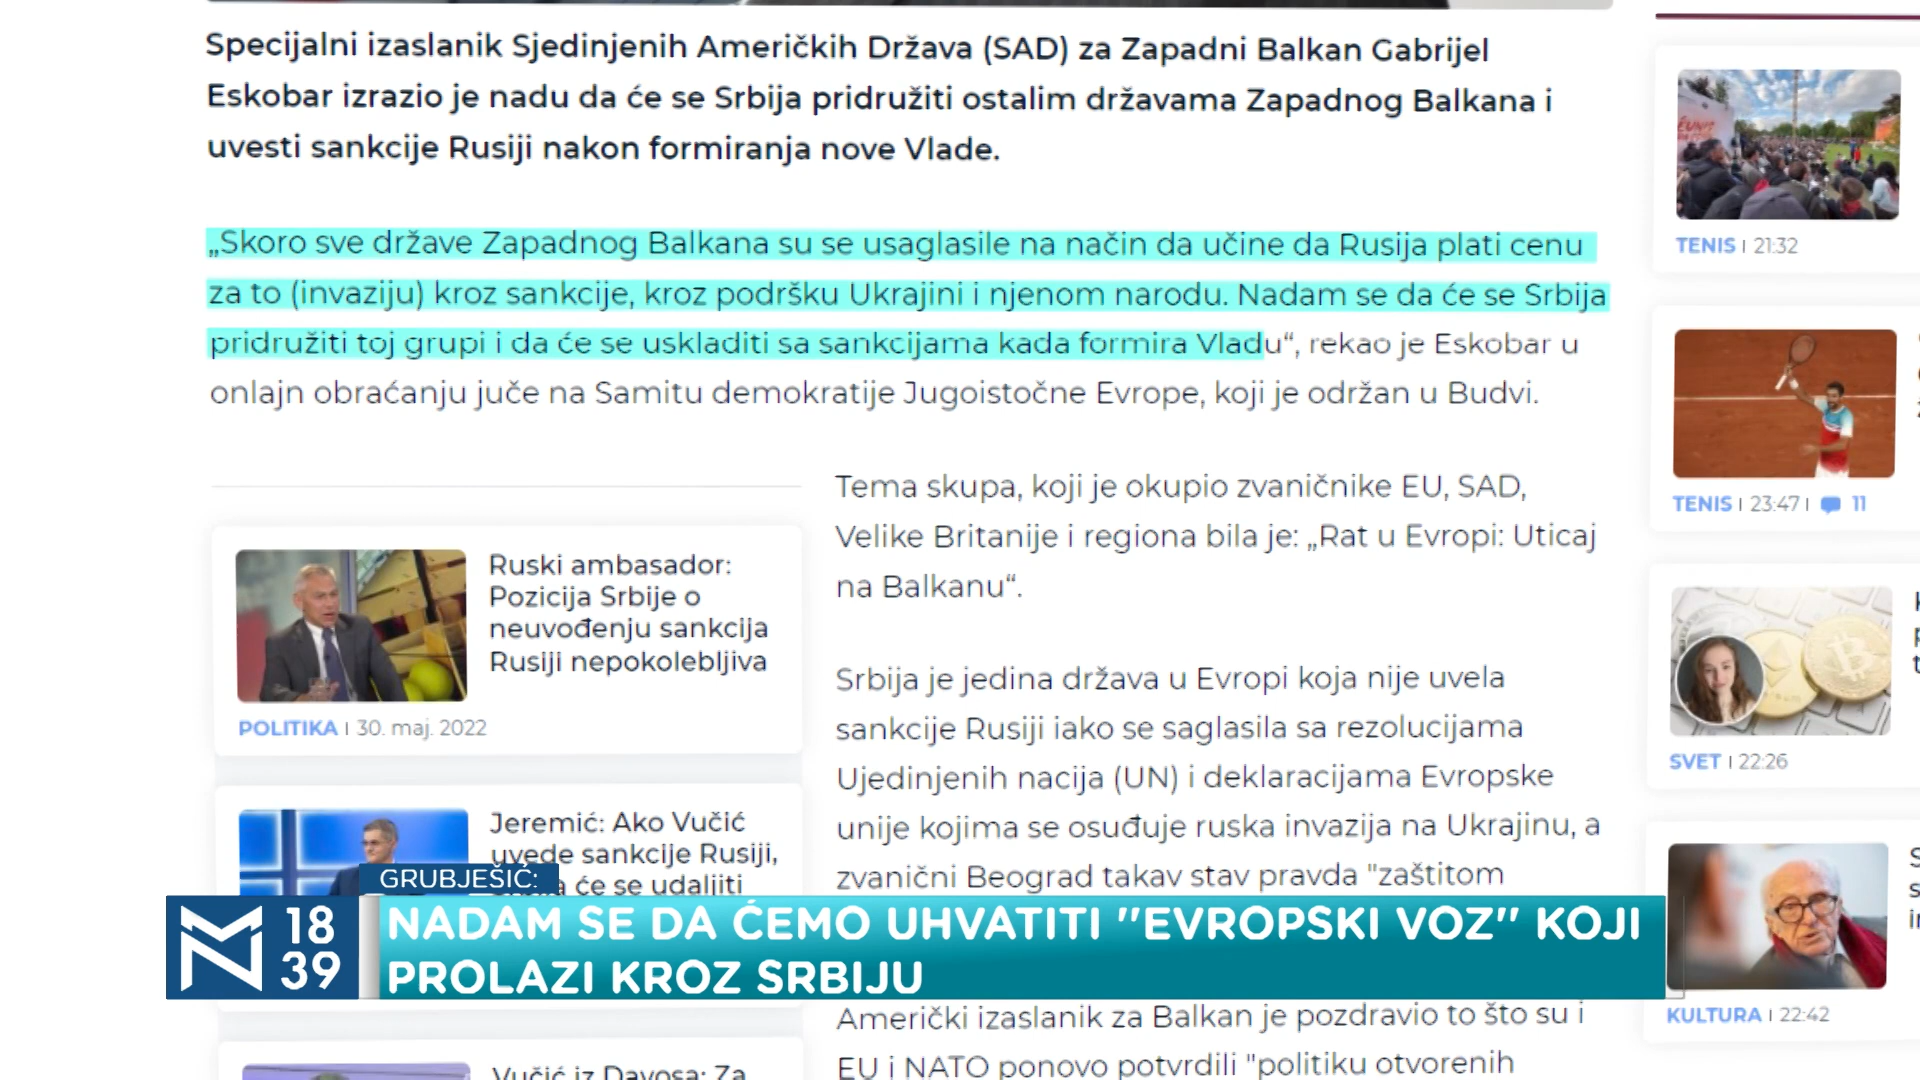 Specijalni izaslanik Sjedinjenih Američkih Država (SAD) za Zapadni Balkan Gabrijel
Eskobar izrazio je nadu da će se Srbija pridružiti ostalim državama Zapadnog Balkana i
uvesti sankcije Rusiji nakon formiranja nove Vlade.
„Skoro sve države Zapadnog Balkana su se usaglasile na način da učine da Rusija plati cenu
za to (invaziju) kroz sankcije, kroz podršku Ukrajini i njenom narodu. Nadam se da će se Srbija
pridružiti toj grupi i da će se uskladiti sa sankcijama kada formira Vladu“, rekao je Eskobar u
onlajn obraćanju juče na Samitu demokratije Jugoistočne Evrope, koji je održan u Budvi.
Ruski ambasador:
Pozicija Srbije o
neuvođenju sankcija
Rusiji nepokolebljiva
POLITIKA | 30. maj. 2022
Jeremić: Ako Vučić
uvede sankcije Rusiji,
će se udaljiti
Vučić iz Davosa: Za
Tema skupa, koji je okupio zvaničnike EU, SAD,
Velike Britanije i regiona bila je: „Rat u Evropi: Uticaj
na Balkanu“.
Srbija je jedina država u Evropi koja nije uvela
sankcije Rusiji iako se saglasila sa rezolucijama
Ujedinjenih nacija (UN) i deklaracijama Evropske
unije kojima se osuđuje ruska invazija na Ukrajinu, a
zvanični Beograd takav stav pravda "zaštitom
Američki izaslanik za Balkan je pozdravio to što su i
EU i NATO ponovo potvrdili "politiku otvorenih
TENIS | 21:32
TENIS | 23:47 | 11
SVET | 22:26
KULTURA | 22:42
GRUBJEŠIĆ:
18
39
NADAM SE DA ĆEMO UHVATITI "EVROPSKI VOZ" KOJI
PROLAZI KROZ SRBIJU